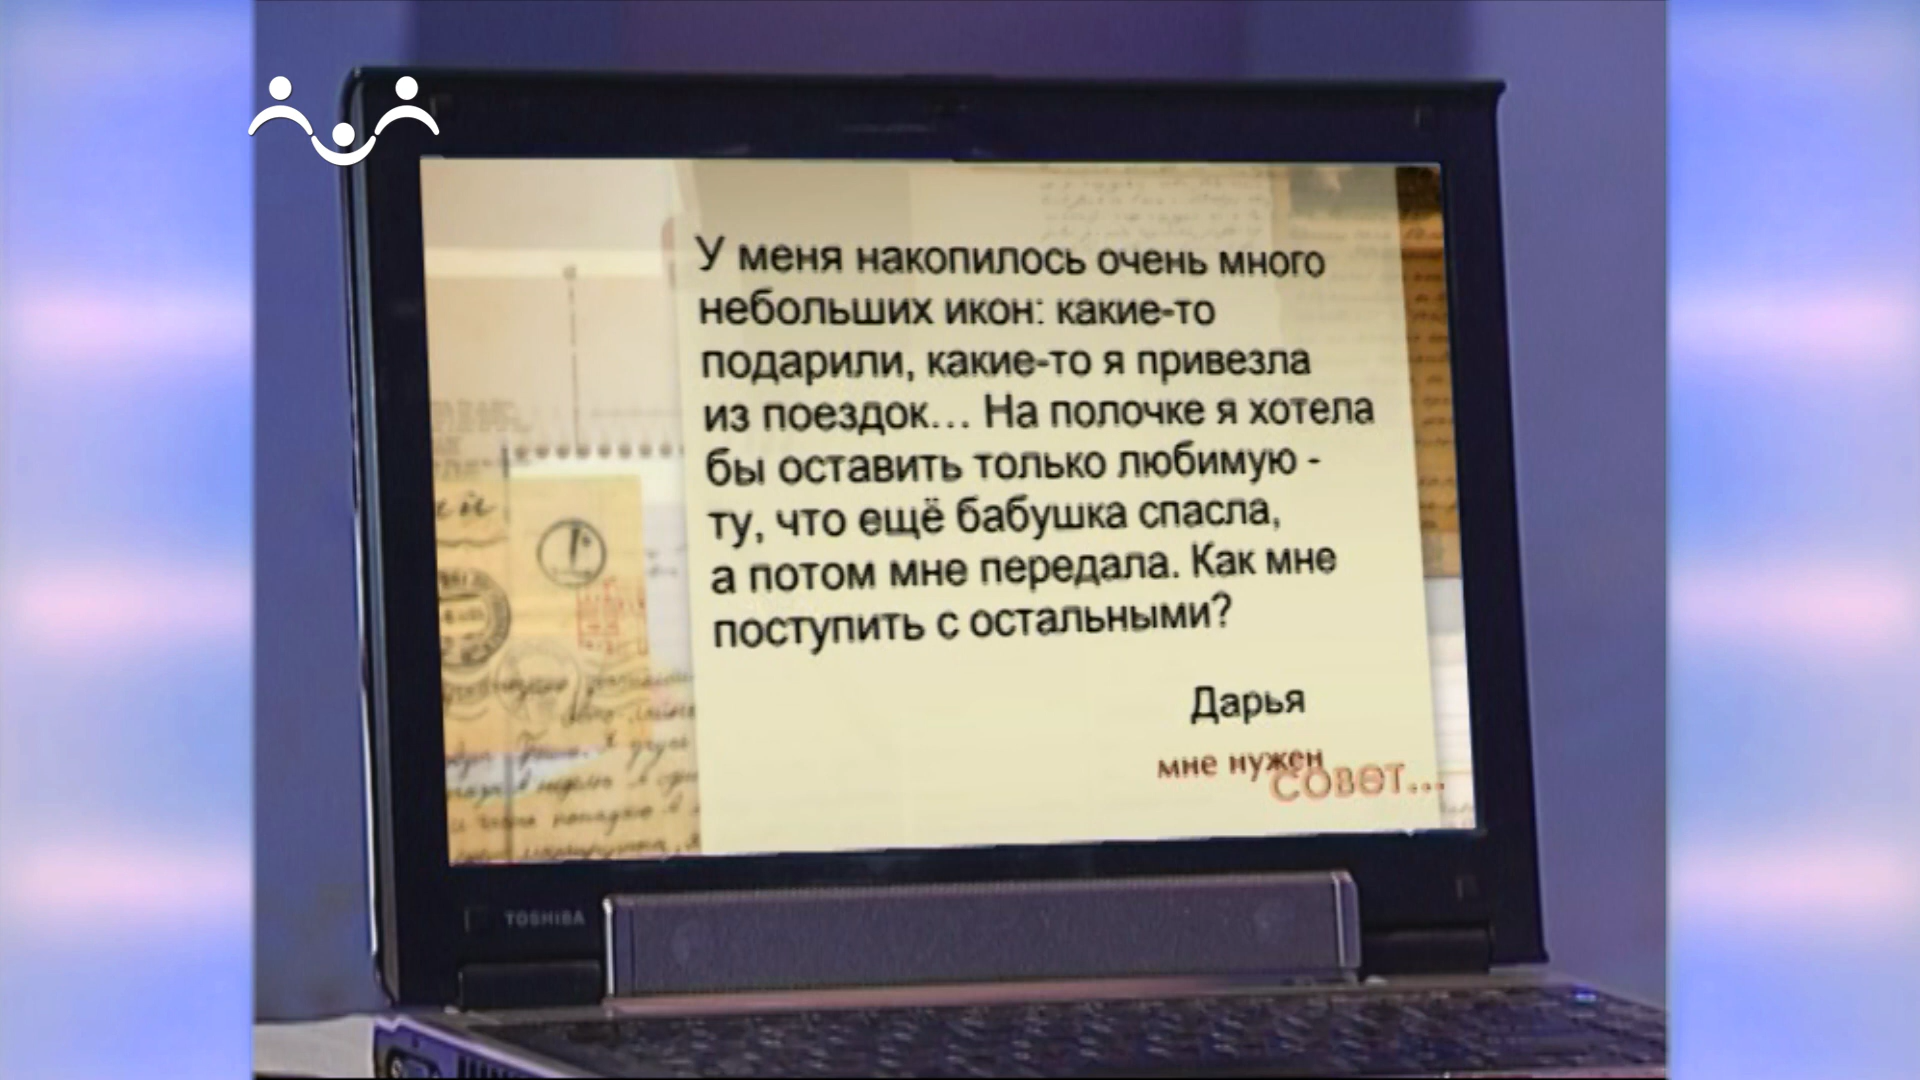 У меня накопилось очень много
небольших икон: какие-то
подарили, какие-то я привезла
из поездок... На полочке я хотела
бы оставить только любимую -
ту, что ещё бабушка спасла,
а потом мне передала. Как мне
поступить с остальными?
Дарья
мне нужен
СОВЕТ...
TOSHIBA